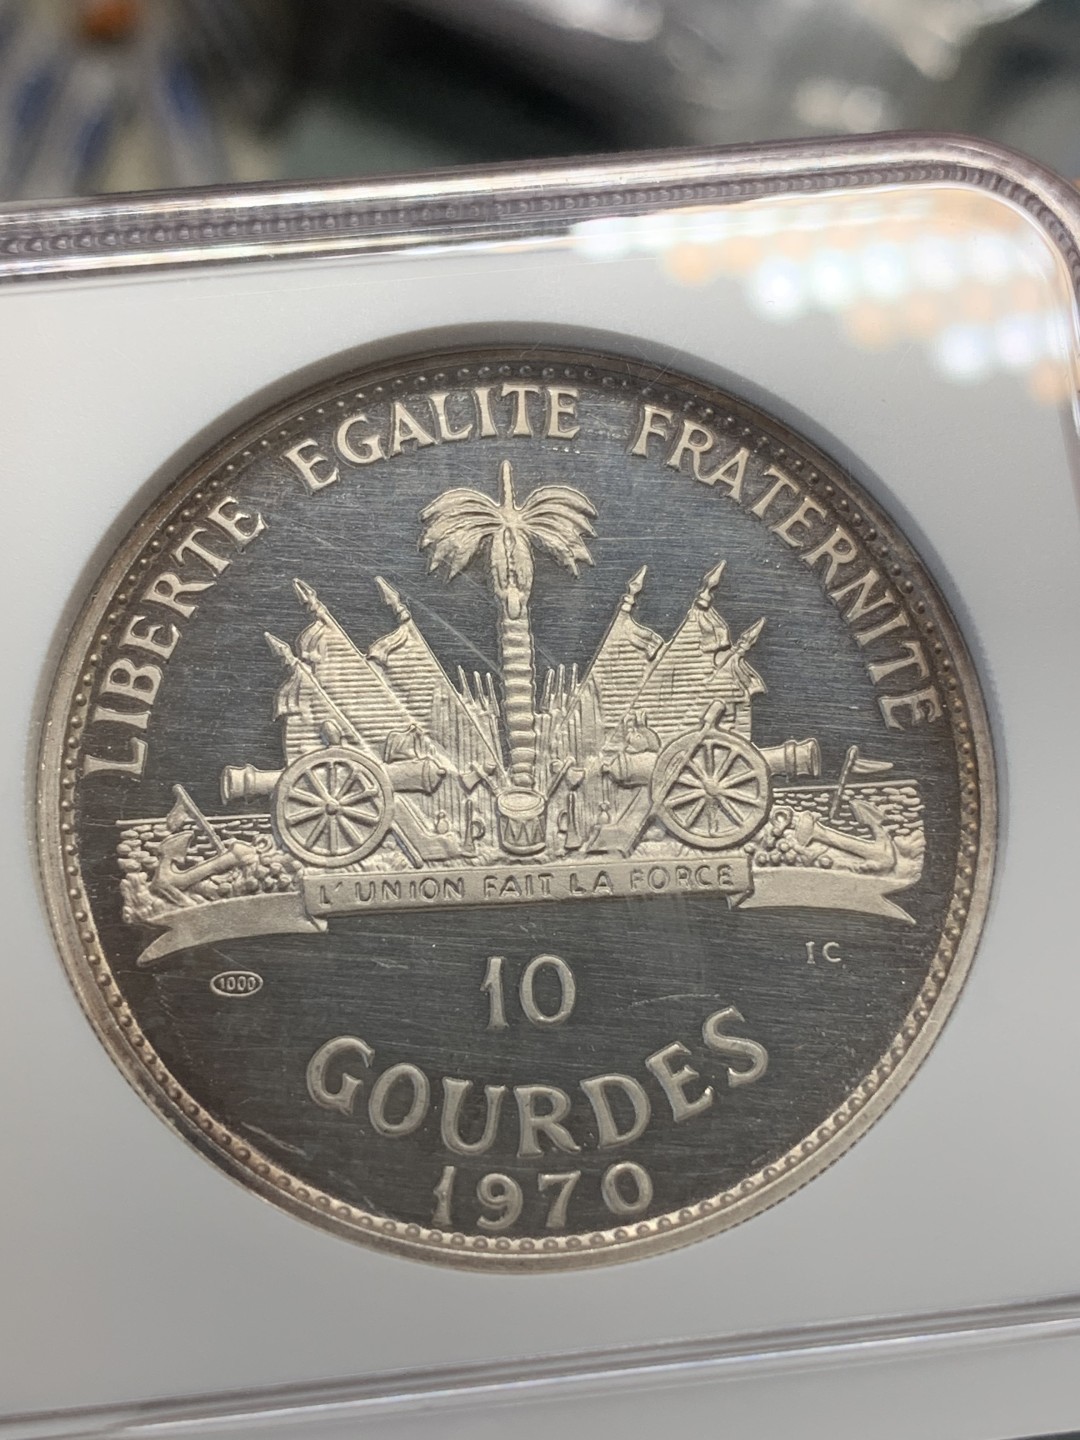 LIBERTE EGALITE FRATERNITE
L'UNION FAIT LA FORCE
IC
1000
10
GOURDES
1970